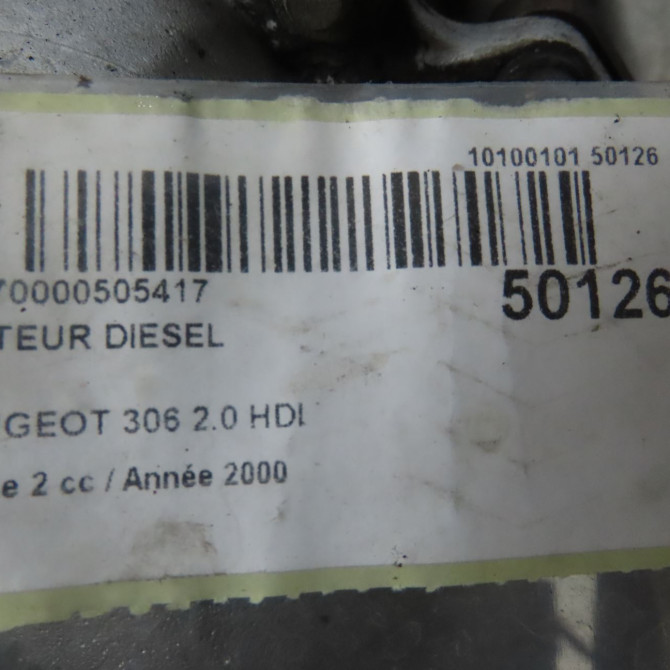 10100101 50126
70000505417
50126
TEUR DIESEL
GEOT 306 2.0 HDI
e 2 cc / Année 2000